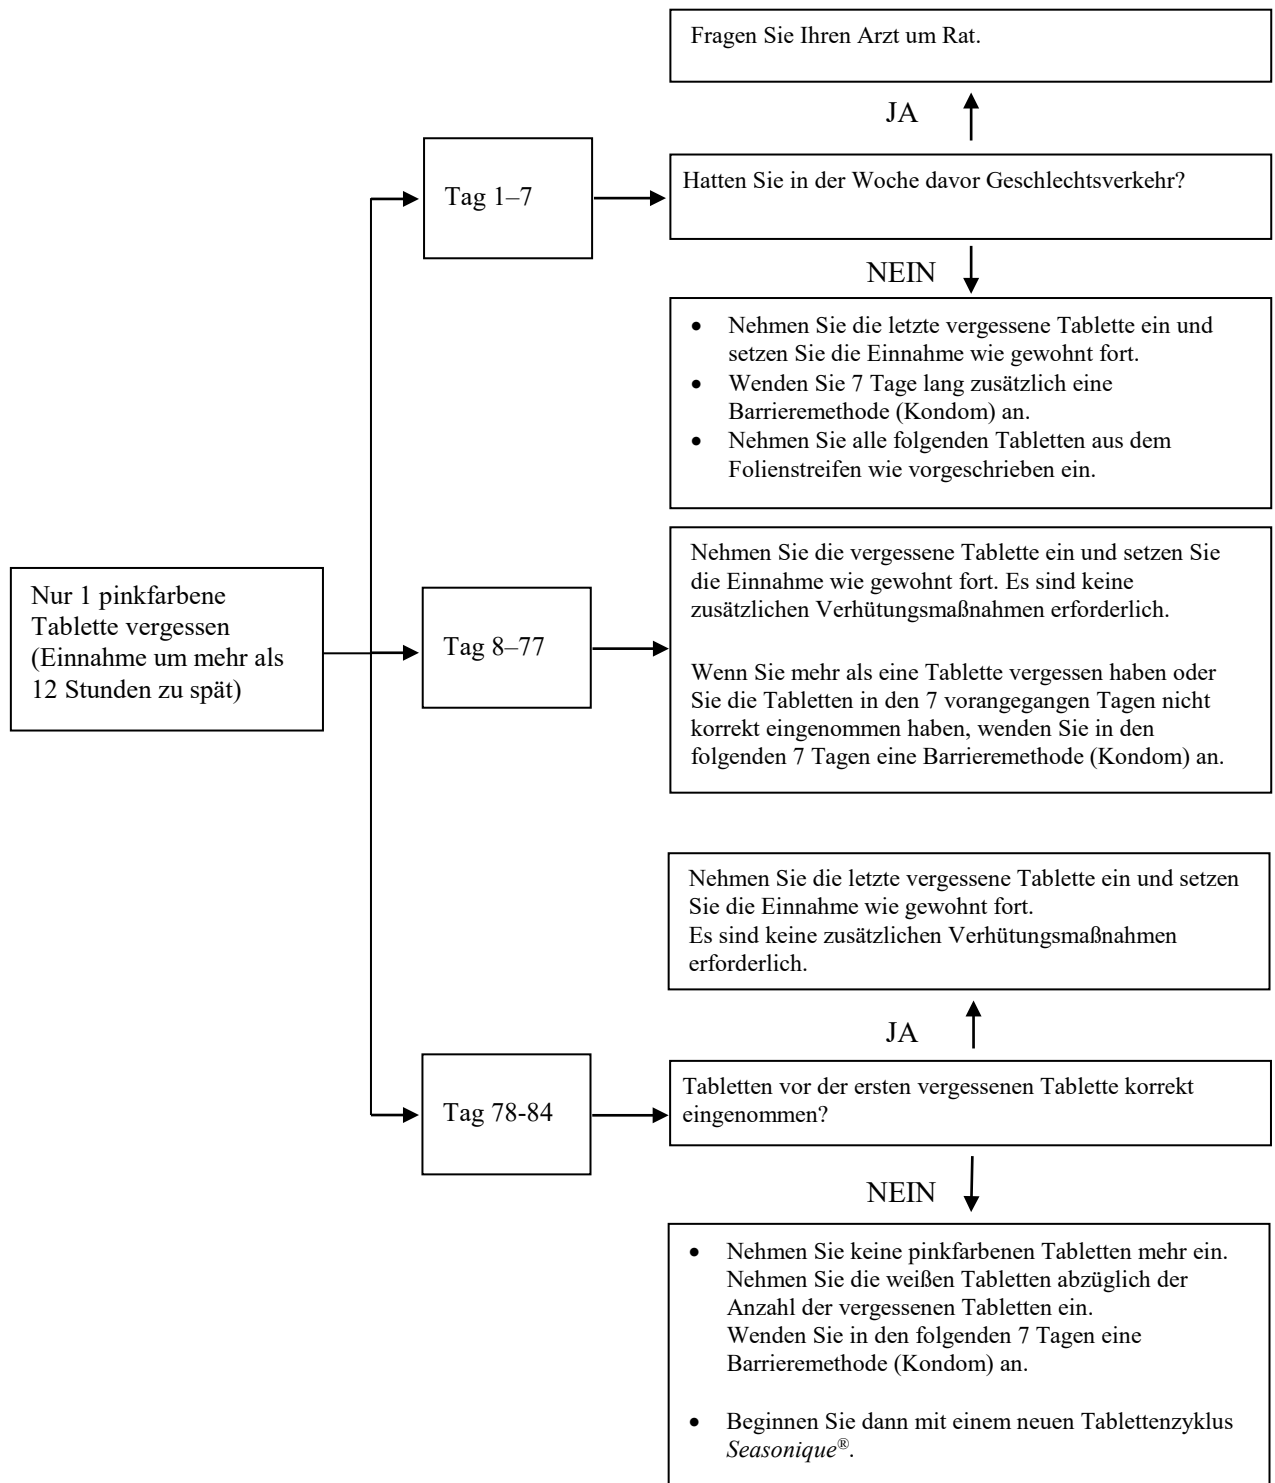 Fragen Sie Ihren Arzt um Rat.
JA
Tag 1–7
Hatten Sie in der Woche davor Geschlechtsverkehr?
NEIN
• Nehmen Sie die letzte vergessene Tablette ein und
setzen Sie die Einnahme wie gewohnt fort.
• Wenden Sie 7 Tage lang zusätzlich eine
Barrieremethode (Kondom) an.
• Nehmen Sie alle folgenden Tabletten aus dem
Folienstreifen wie vorgeschrieben ein.
Nur 1 pinkfarbene
Tablette vergessen
(Einnahme um mehr als
12 Stunden zu spät)
Tag 8–77
Nehmen Sie die vergessene Tablette ein und setzen Sie
die Einnahme wie gewohnt fort. Es sind keine
zusätzlichen Verhütungsmaßnahmen erforderlich.
Wenn Sie mehr als eine Tablette vergessen haben oder
Sie die Tabletten in den 7 vorangegangen Tagen nicht
korrekt eingenommen haben, wenden Sie in den
folgenden 7 Tagen eine Barrieremethode (Kondom) an.
Nehmen Sie die letzte vergessene Tablette ein und setzen
Sie die Einnahme wie gewohnt fort.
Es sind keine zusätzlichen Verhütungsmaßnahmen
erforderlich.
JA
Tag 78-84
Tabletten vor der ersten vergessenen Tablette korrekt
eingenommen?
NEIN
• Nehmen Sie keine pinkfarbenen Tabletten mehr ein.
Nehmen Sie die weißen Tabletten abzüglich der
Anzahl der vergessenen Tabletten ein.
Wenden Sie in den folgenden 7 Tagen eine
Barrieremethode (Kondom) an.
• Beginnen Sie dann mit einem neuen Tablettenzyklus
Seasonique®.